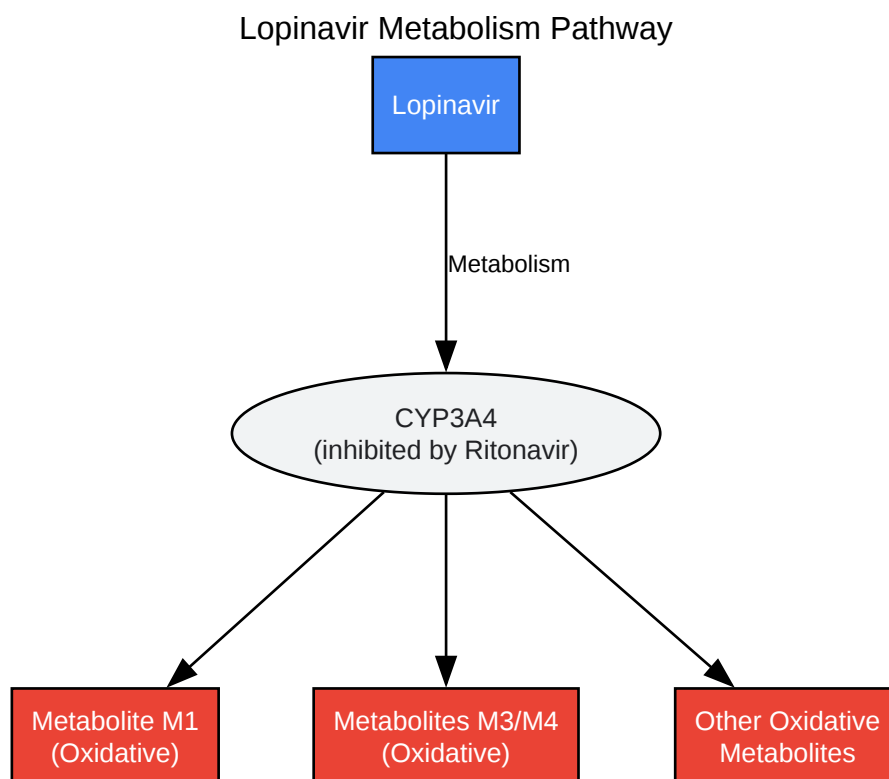 Lopinavir Metabolism Pathway
Lopinavir
Metabolism
CYP3A4
(inhibited by Ritonavir)
Metabolite M1
(Oxidative)
Metabolites M3/M4
(Oxidative)
Other Oxidative
Metabolites